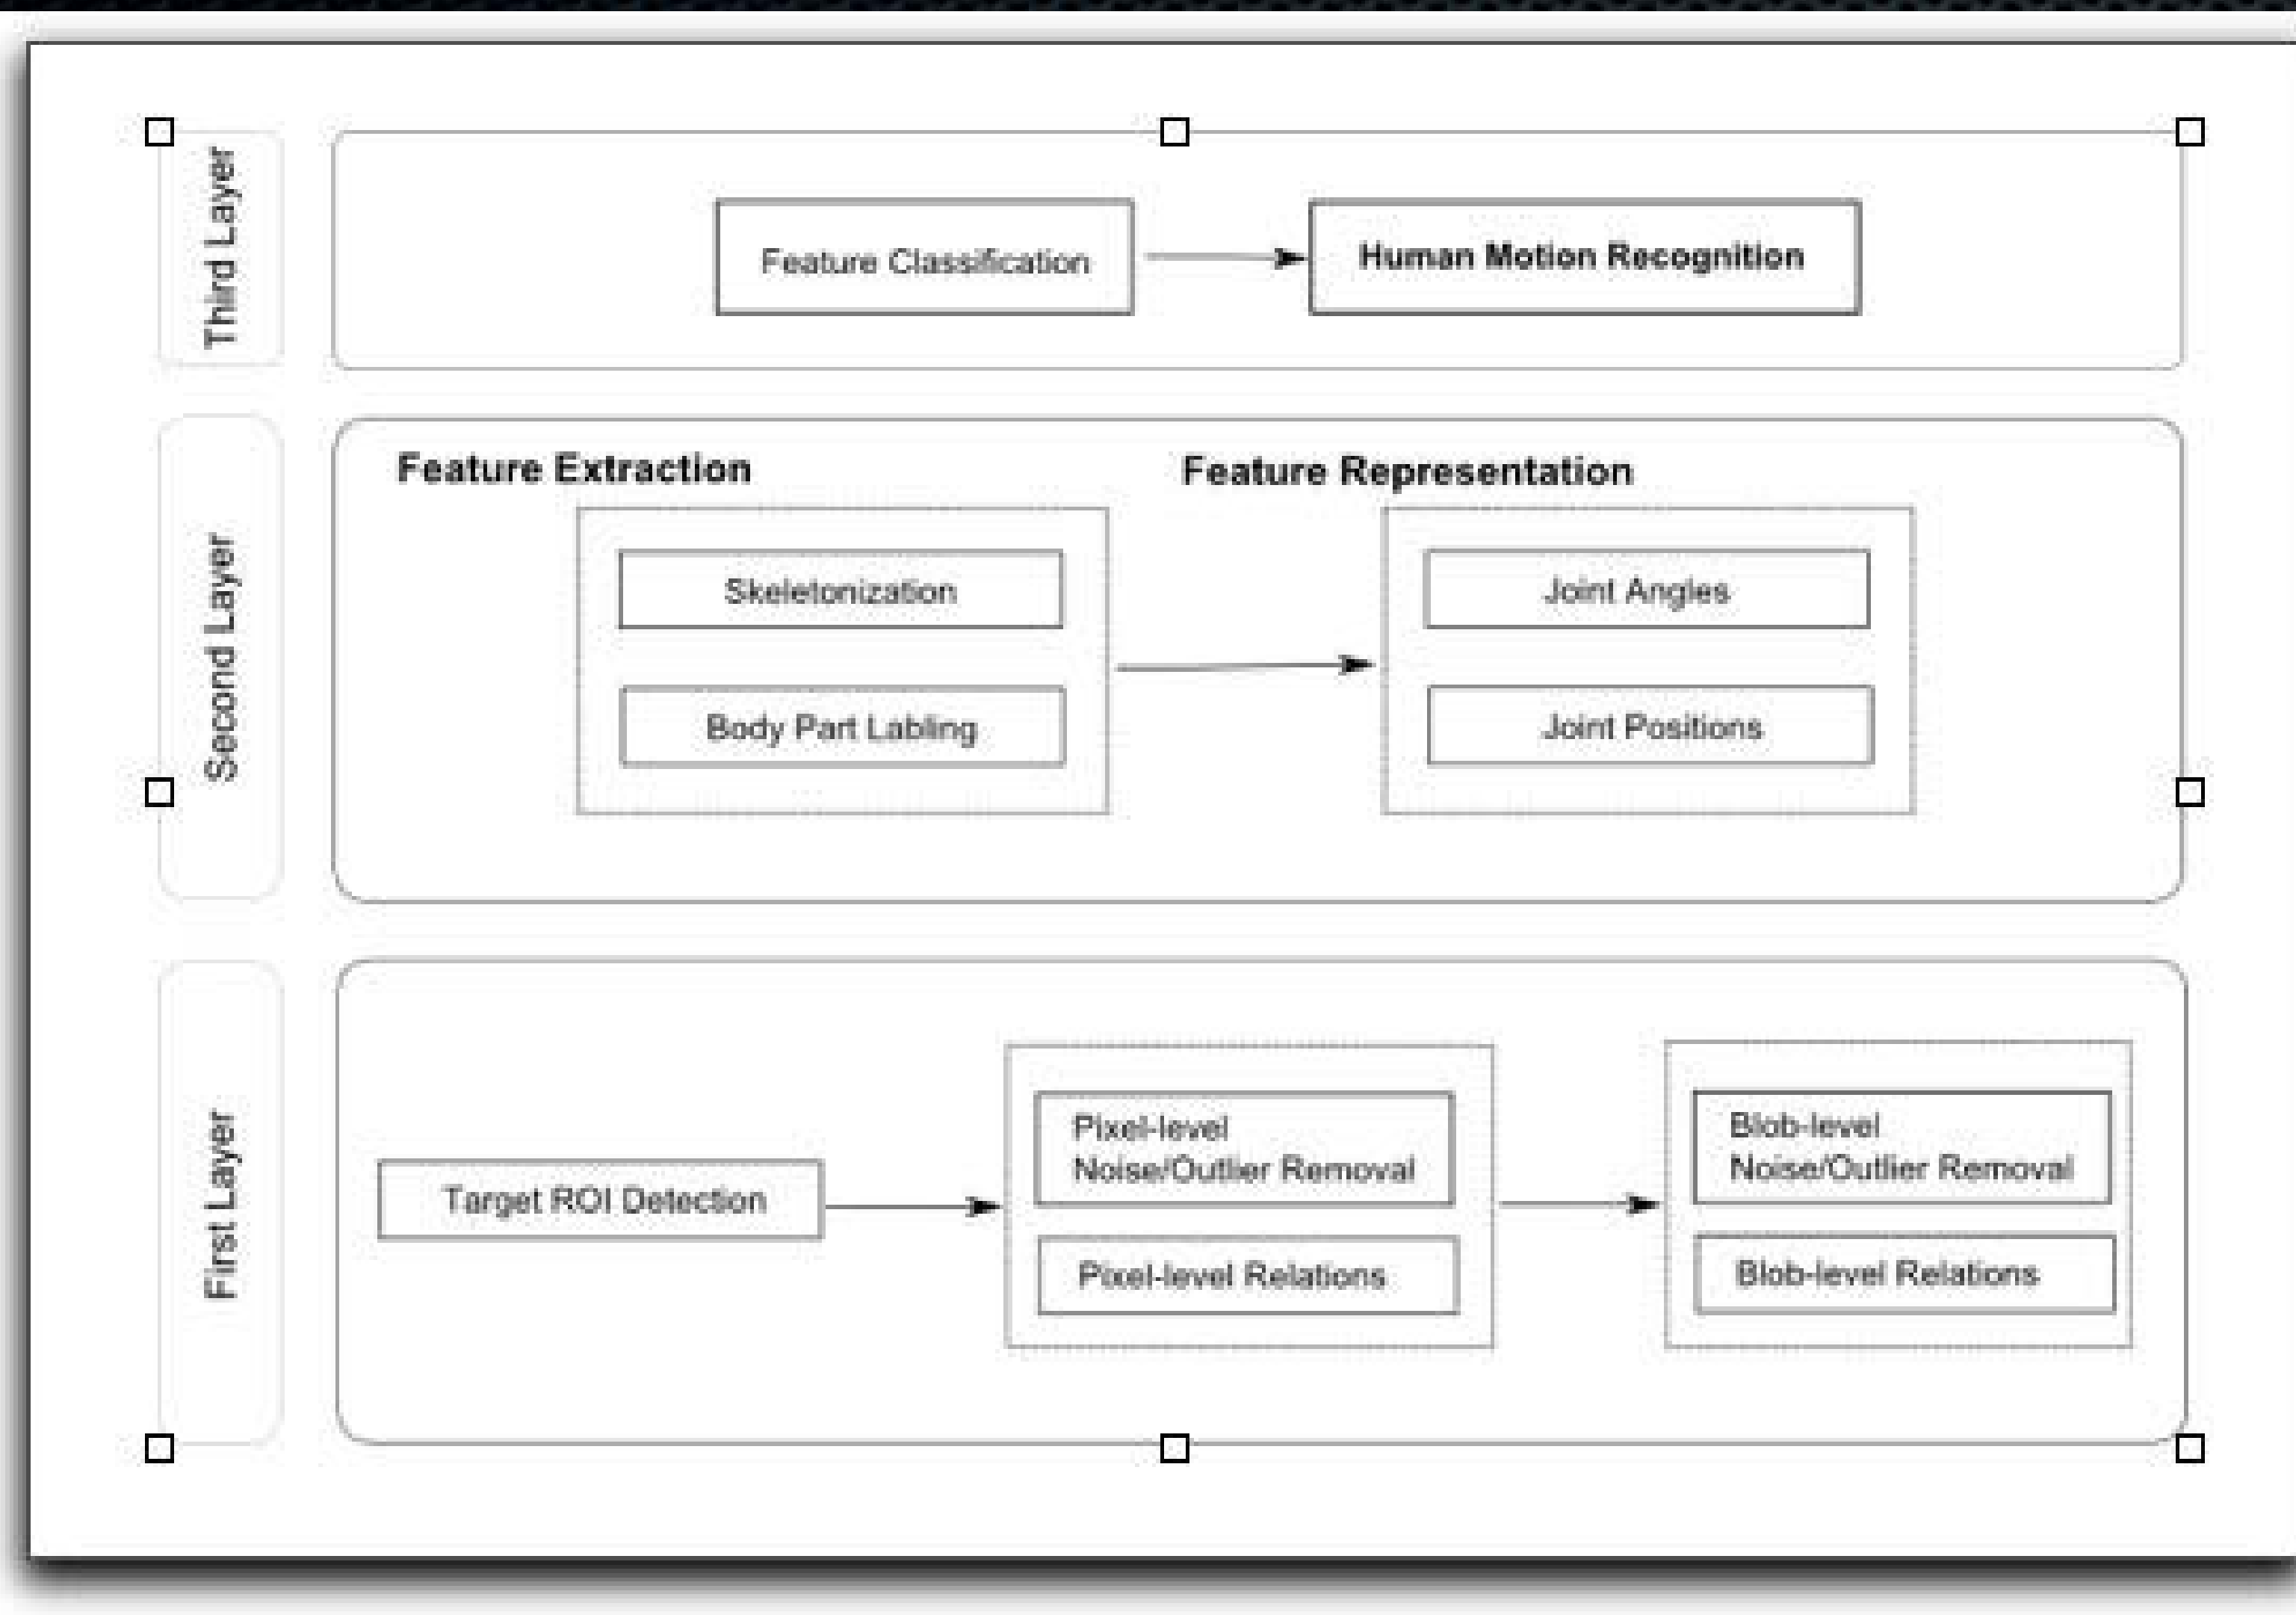 Third Layer
Feature Classification
Human Motion Recognition
Second Layer
Feature Extraction
Feature Representation
Skeletonization
Joint Angles
Body Part Labling
Joint Positions
First Layer
Target ROI Detection
Pixel-level
Noise/Outlier Removal
Pixel-level Relations
Blob-level
Noise/Outlier Removal
Blob-level Relations